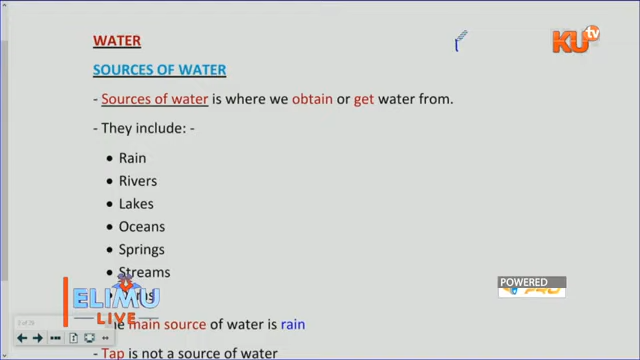 WATER
KU tv
SOURCES OF WATER
- Sources of water is where we obtain or get water from.
- They include: -
• Rain
• Rivers
• Lakes
• Oceans
• Springs
• Streams
ELIMU
LIVE
POWERED
main source of water is rain
- Tap is not a source of water